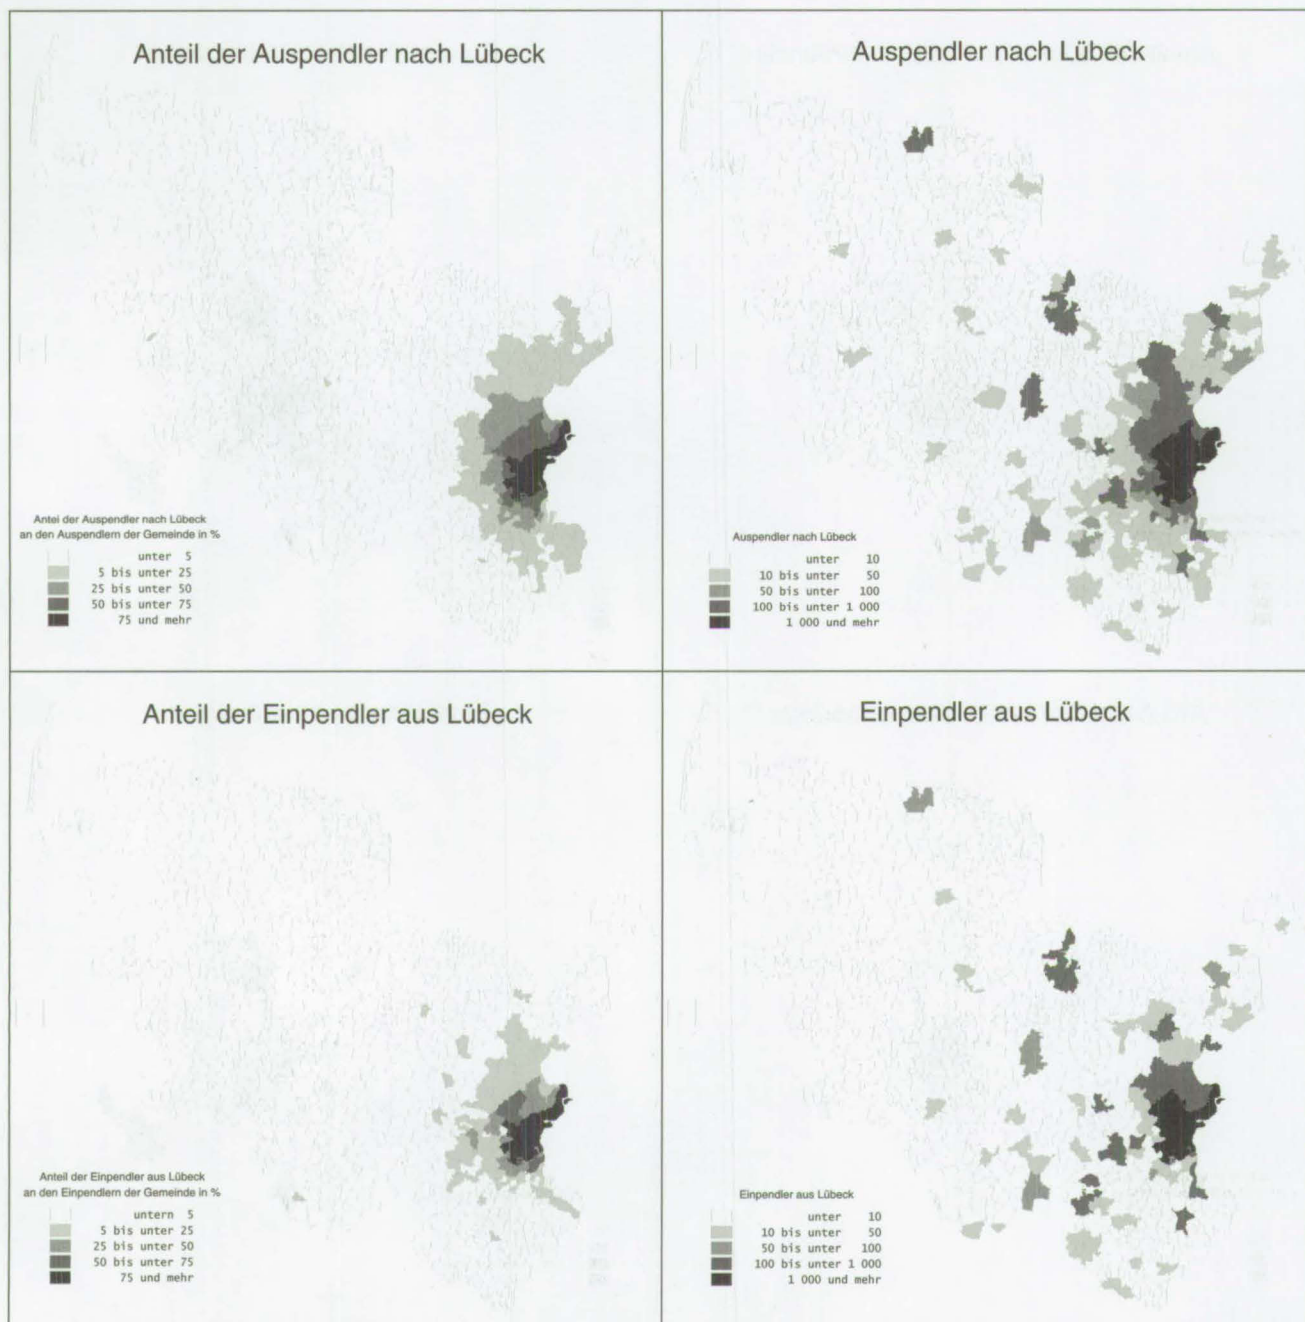 Anteil der Auspendler nach Lübeck
Antei der Auspendler nach Lübeck
an den Auspendlern der Gemeinde in %
unter 5
5 bis unter 25
25 bis unter 50
50 bis unter 75
75 und mehr
Auspendler nach Lübeck
Auspendler nach Lübeck
unter 10
10 bis unter 50
50 bis unter 100
100 bis unter 1 000
1 000 und mehr
Anteil der Einpendler aus Lübeck
Anteil der Einpendler aus Lübeck
an den Einpendlern der Gemeinde in %
untern 5
5 bis unter 25
25 bis unter 50
50 bis unter 75
75 und mehr
Einpendler aus Lübeck
Einpendler aus Lübeck
unter 10
10 bis unter 50
50 bis unter 100
100 bis unter 1 000
1 000 und mehr